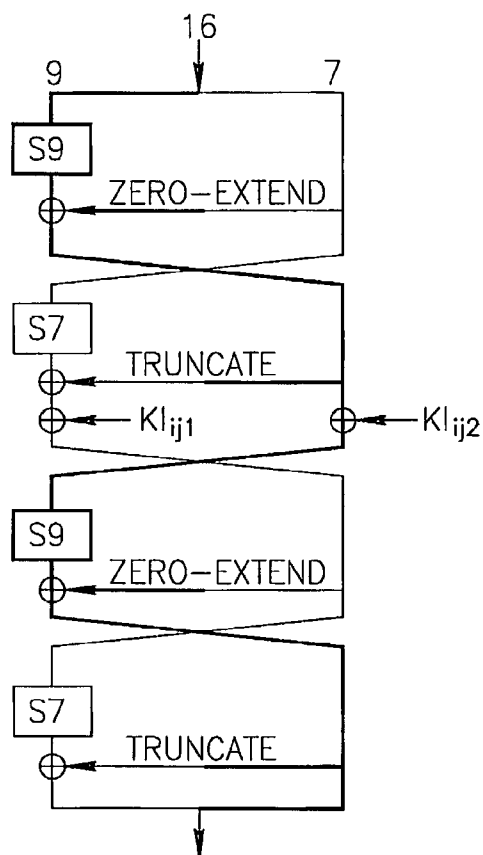 16
9 7
S9
ZERO-EXTEND
S7
TRUNCATE
KIij1 KIij2
S9
ZERO-EXTEND
S7
TRUNCATE